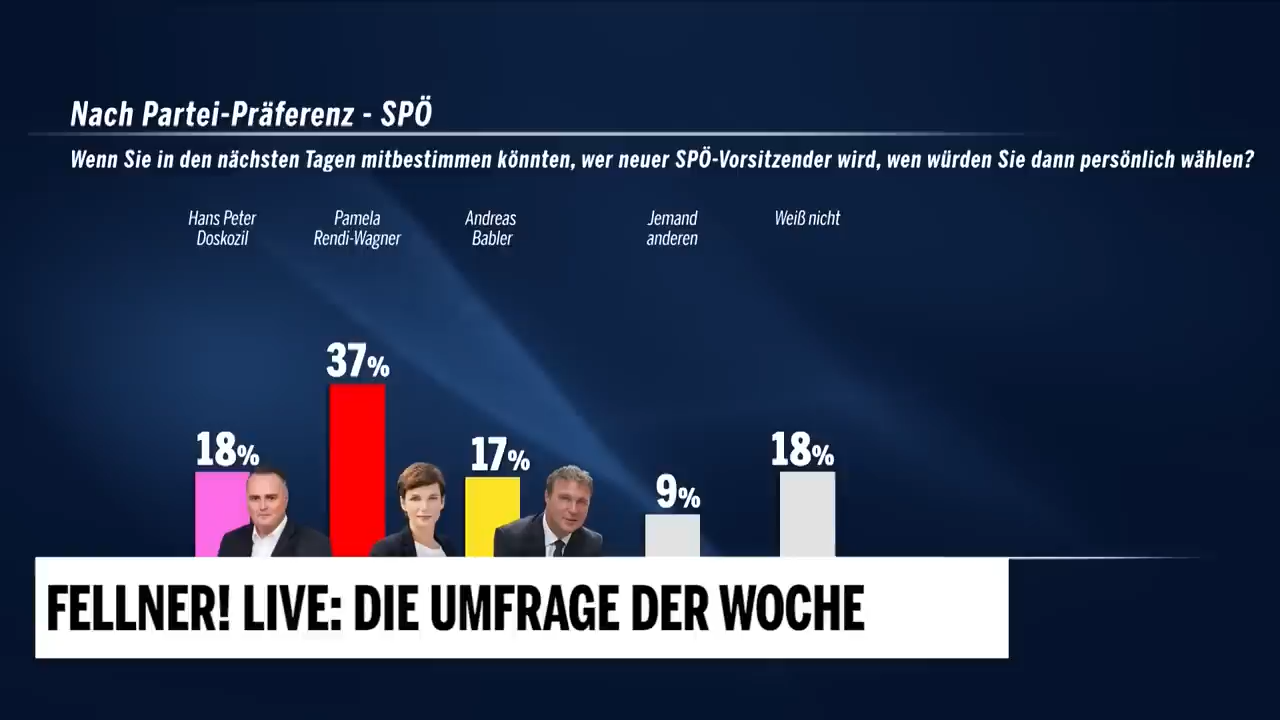 Nach Partei-Präferenz - SPÖ
Wenn Sie in den nächsten Tagen mitbestimmen könnten, wer neuer SPÖ-Vorsitzender wird, wen würden Sie dann persönlich wählen?
Hans Peter
Doskozil
Pamela
Rendi-Wagner
Andreas
Babler
Jemand
anderen
Weiß nicht
18%
37%
17%
9%
18%
FELLNER! LIVE: DIE UMFRAGE DER WOCHE